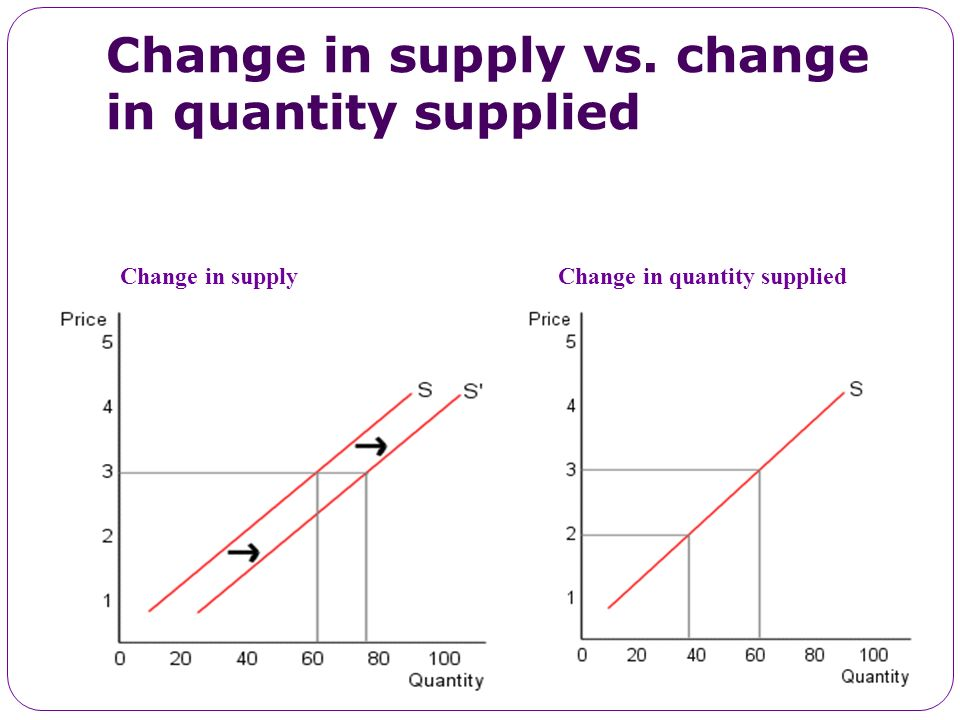 Change in supply vs. change
in quantity supplied
Change in supply
Change in quantity supplied
Price
5
4
3
2
1
S
S'
0 20 40 60 80 100
Quantity
Price
5
4
3
2
1
S
0 20 40 60 80 100
Quantity